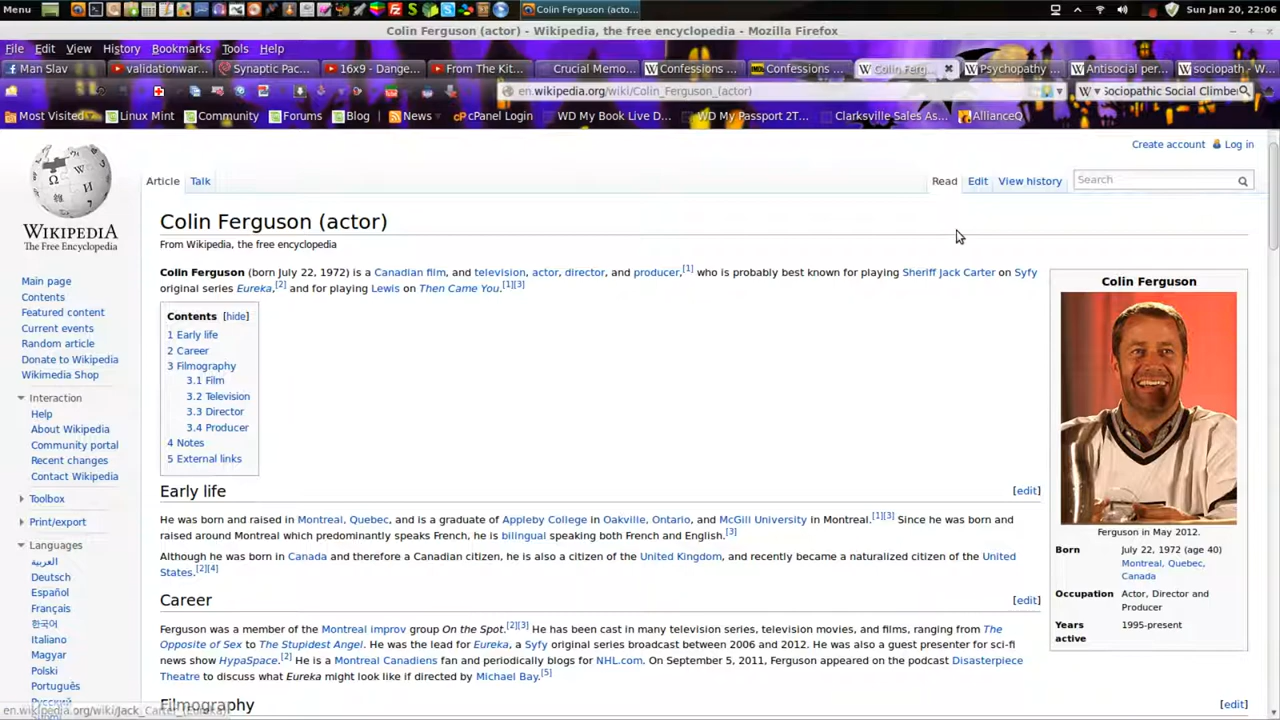 Menu
Colin Ferguson (acto...
Sun Jan 20, 22:06
Colin Ferguson (actor) - Wikipedia, the free encyclopedia - Mozilla Firefox
File Edit View History Bookmarks Tools Help
Man Slav
validationwar...
Synaptic Pac...
16x9 - Dange...
From The Kit...
Crucial Memo...
Confessions ...
Confessions ...
Colin Ferg...
Psychopathy ...
Antisocial per...
sociopath - W...
en.wikipedia.org/wiki/Colin_Ferguson_(actor)
Sociopathic Social Climber
Most Visited
Linux Mint
Community
Forums
Blog
News
cPanel Login
WD My Book Live D...
WD My Passport 2T...
Clarksville Sales As...
AllianceQ
Create account Log in
Article Talk
Read Edit View history
Search
WIKIPEDIA
The Free Encyclopedia
Main page
Contents
Featured content
Current events
Random article
Donate to Wikipedia
Wikimedia Shop
Interaction
Help
About Wikipedia
Community portal
Recent changes
Contact Wikipedia
Toolbox
Print/export
Languages
العربية
Deutsch
Español
Français
한국어
Italiano
Magyar
Polski
Português
Русский
Suomi
Colin Ferguson (actor)
From Wikipedia, the free encyclopedia
Colin Ferguson (born July 22, 1972) is a Canadian film, and television, actor, director, and producer,[1] who is probably best known for playing Sheriff Jack Carter on Syfy
original series Eureka,[2] and for playing Lewis on Then Came You.[1][3]
Contents [hide]
1 Early life
2 Career
3 Filmography
3.1 Film
3.2 Television
3.3 Director
3.4 Producer
4 Notes
5 External links
Early life [edit]
He was born and raised in Montreal, Quebec, and is a graduate of Appleby College in Oakville, Ontario, and McGill University in Montreal.[1][3] Since he was born and
raised around Montreal which predominantly speaks French, he is bilingual speaking both French and English.[3]
Although he was born in Canada and therefore a Canadian citizen, he is also a citizen of the United Kingdom, and recently became a naturalized citizen of the United
States.[2][4]
Career [edit]
Ferguson was a member of the Montreal improv group On the Spot.[2][3] He has been cast in many television series, television movies, and films, ranging from The
Opposite of Sex to The Stupidest Angel. He was the lead for Eureka, a Syfy original series broadcast between 2006 and 2012. He was also a guest presenter for sci-fi
news show HypaSpace.[2] He is a Montreal Canadiens fan and periodically blogs for NHL.com. On September 5, 2011, Ferguson appeared on the podcast Disasterpiece
Theatre to discuss what Eureka might look like if directed by Michael Bay.[5]
Filmography [edit]
Colin Ferguson
Ferguson in May 2012.
Born July 22, 1972 (age 40)
Montreal, Quebec,
Canada
Occupation Actor, Director and
Producer
Years 1995-present
active
en.wikipedia.org/wiki/Jack_Carter_(Eureka)